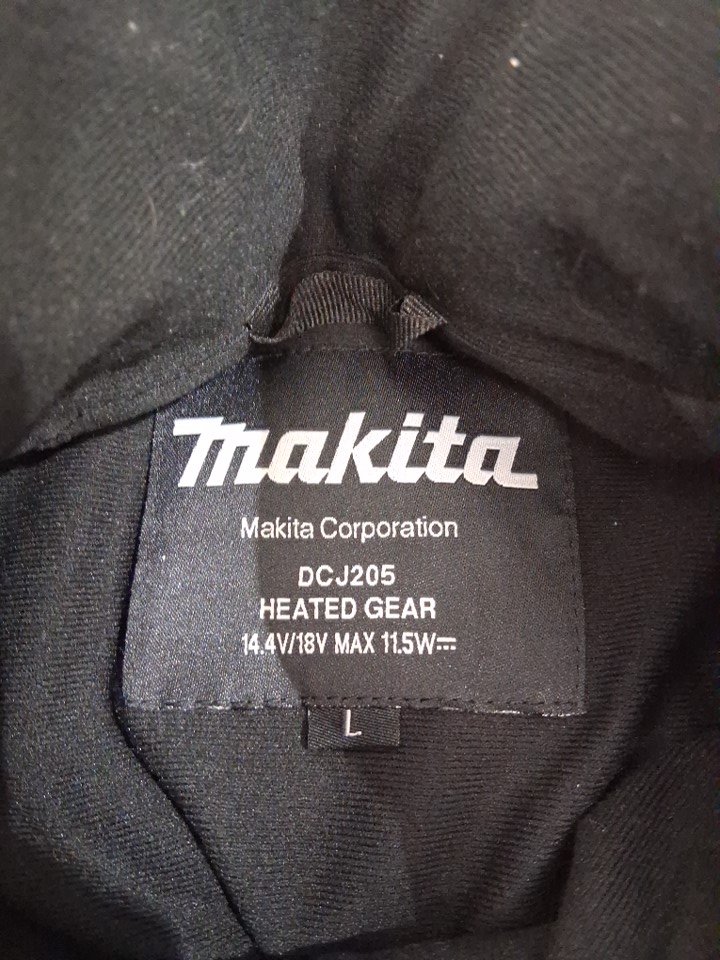 makita
Makita Corporation
DCJ205
HEATED GEAR
14.4V/18V MAX 11.5W⎓
L